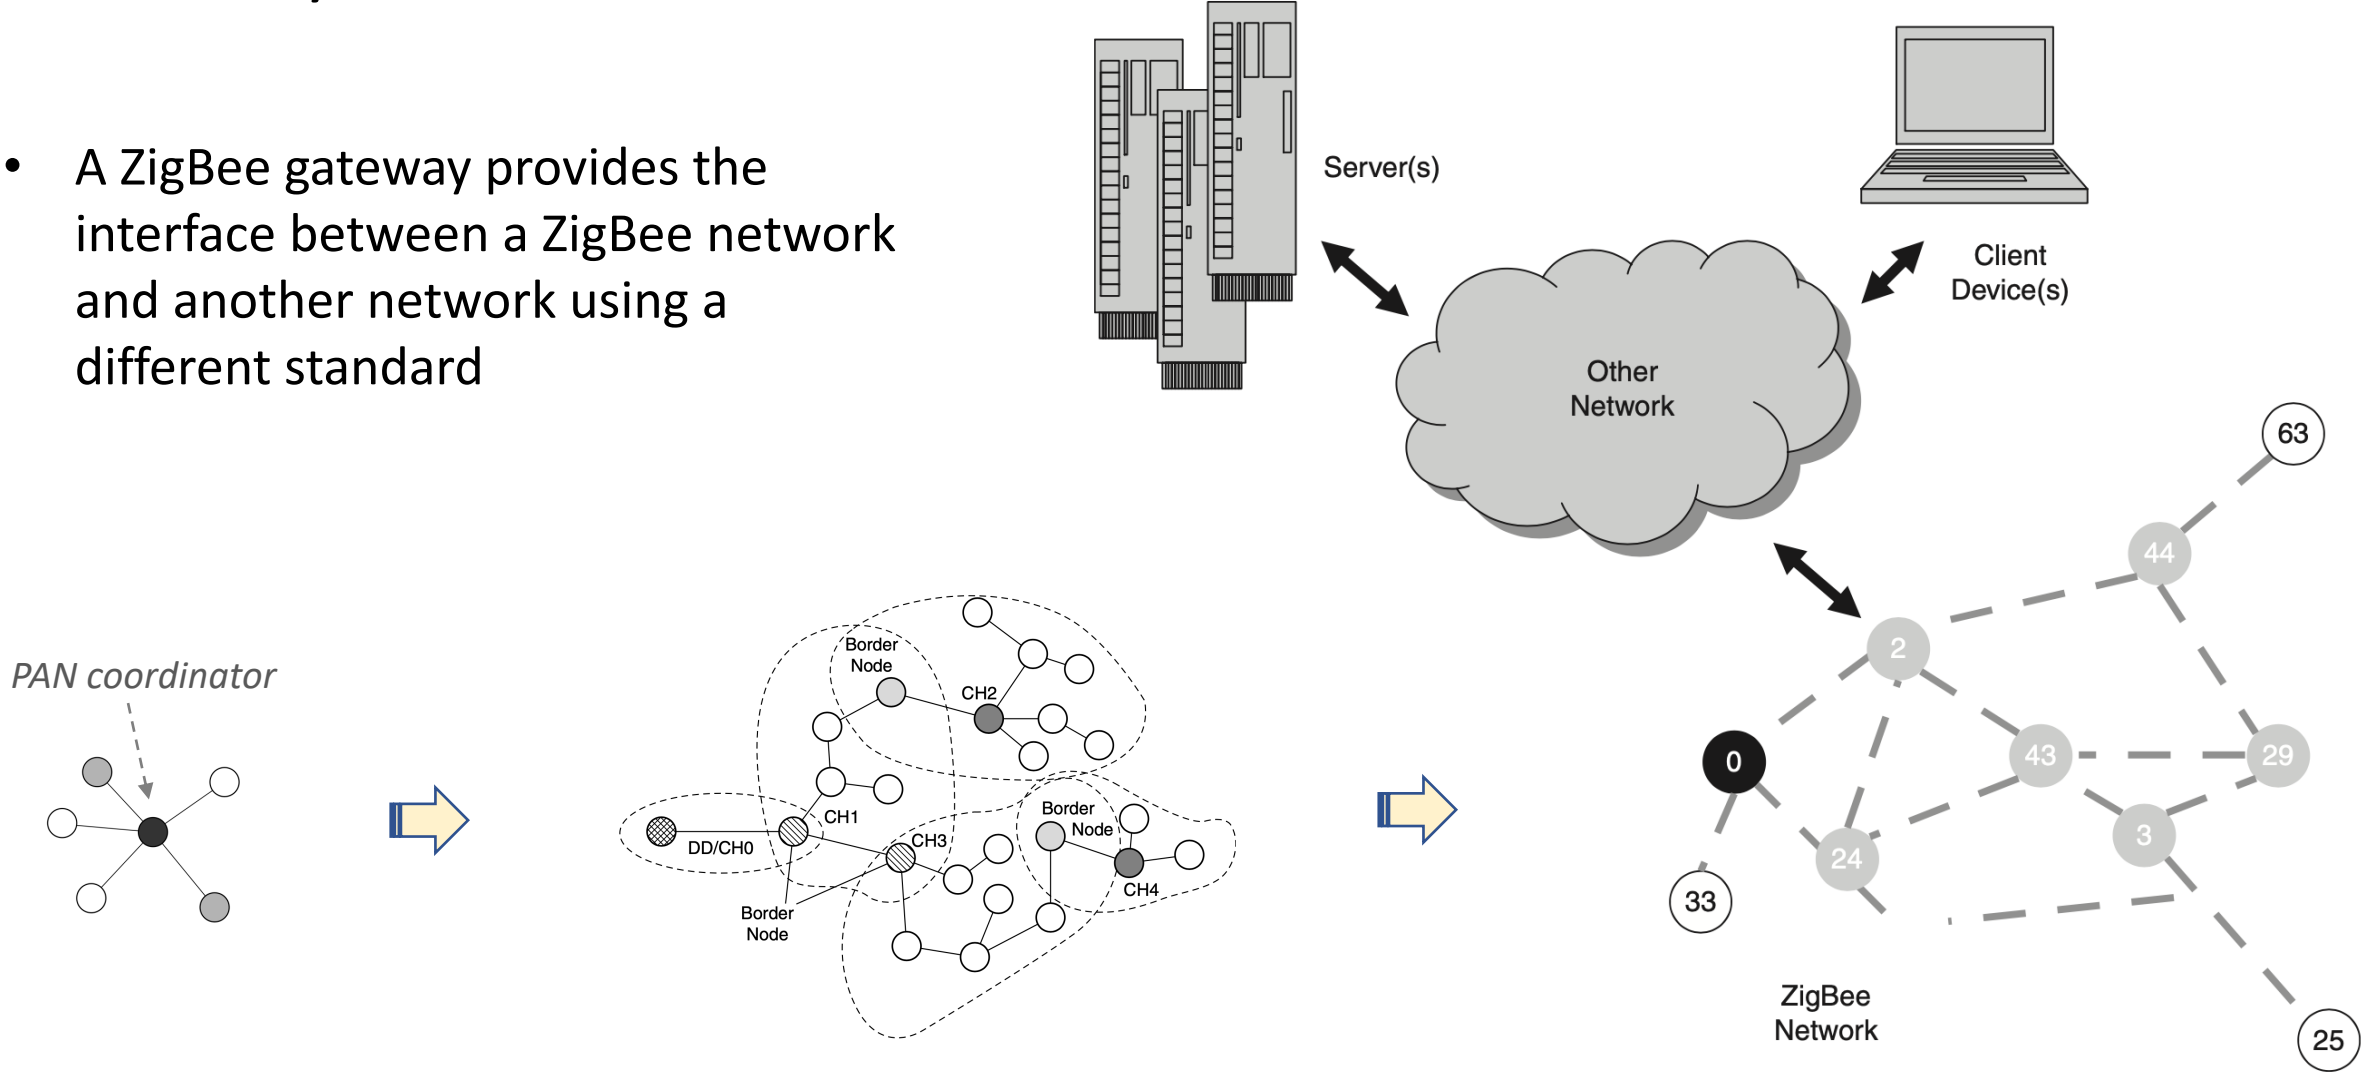 • A ZigBee gateway provides the
interface between a ZigBee network
and another network using a
different standard
Server(s)
Client
Device(s)
Other
Network
63
44
2
0
43
29
3
24
33
25
ZigBee
Network
PAN coordinator
Border
Node
CH2
CH1
DD/CH0
CH3
Border
Node
Border
Node
CH4